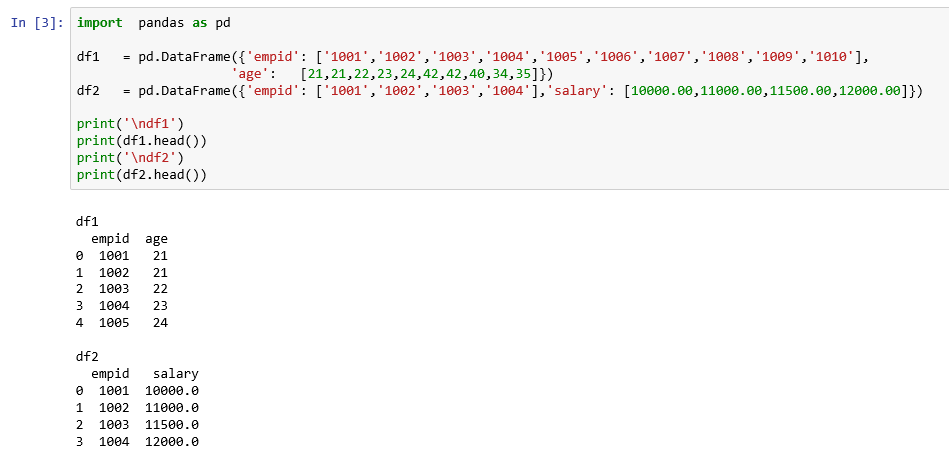 In [3]: import  pandas as pd
df1   = pd.DataFrame({'empid': ['1001','1002','1003','1004','1005','1006','1007','1008','1009','1010'],
                    'age':   [21,21,22,23,24,42,42,40,34,35]})
df2   = pd.DataFrame({'empid': ['1001','1002','1003','1004'],'salary': [10000.00,11000.00,11500.00,12000.00]})
print('\ndf1')
print(df1.head())
print('\ndf2')
print(df2.head())
df1
  empid  age
0  1001   21
1  1002   21
2  1003   22
3  1004   23
4  1005   24
df2
  empid   salary
0  1001  10000.0
1  1002  11000.0
2  1003  11500.0
3  1004  12000.0